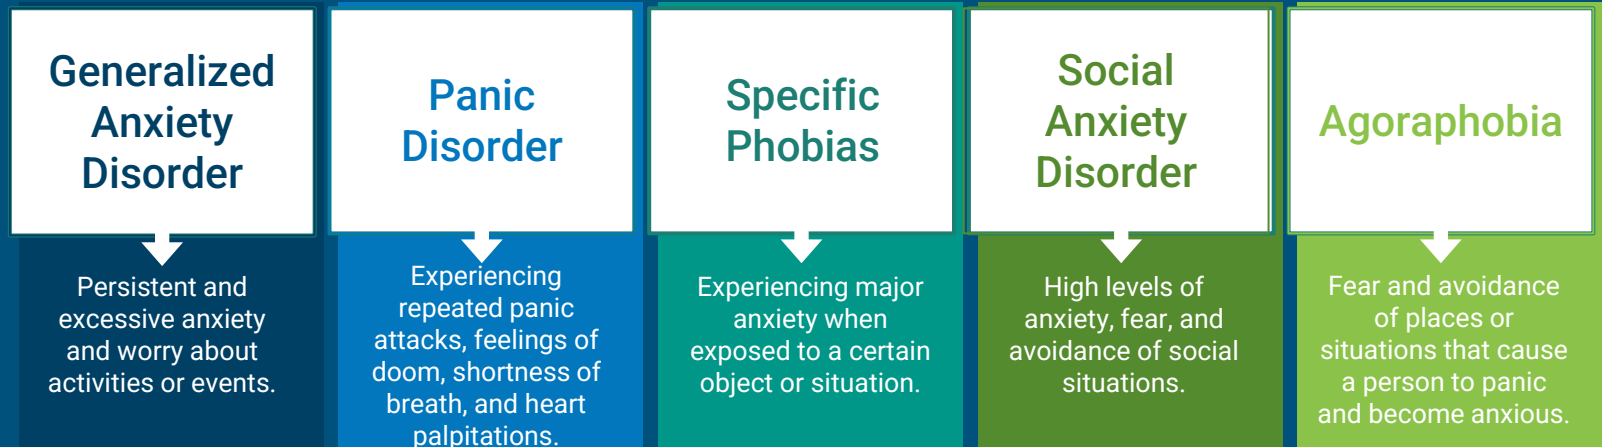 Generalized
Anxiety
Disorder
Persistent and
excessive anxiety
and worry about
activities or events.
Panic
Disorder
Experiencing
repeated panic
attacks, feelings of
doom, shortness of
breath, and heart
palpitations.
Specific
Phobias
Experiencing major
anxiety when
exposed to a certain
object or situation.
Social
Anxiety
Disorder
High levels of
anxiety, fear, and
avoidance of social
situations.
Agoraphobia
Fear and avoidance
of places or
situations that cause
a person to panic
and become anxious.